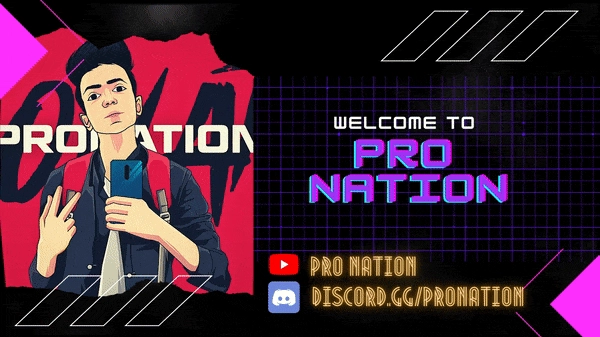 PRONATION
WELCOME TO
PRO
NATION
PRO NATION
DISCORD.GG/PRONATION